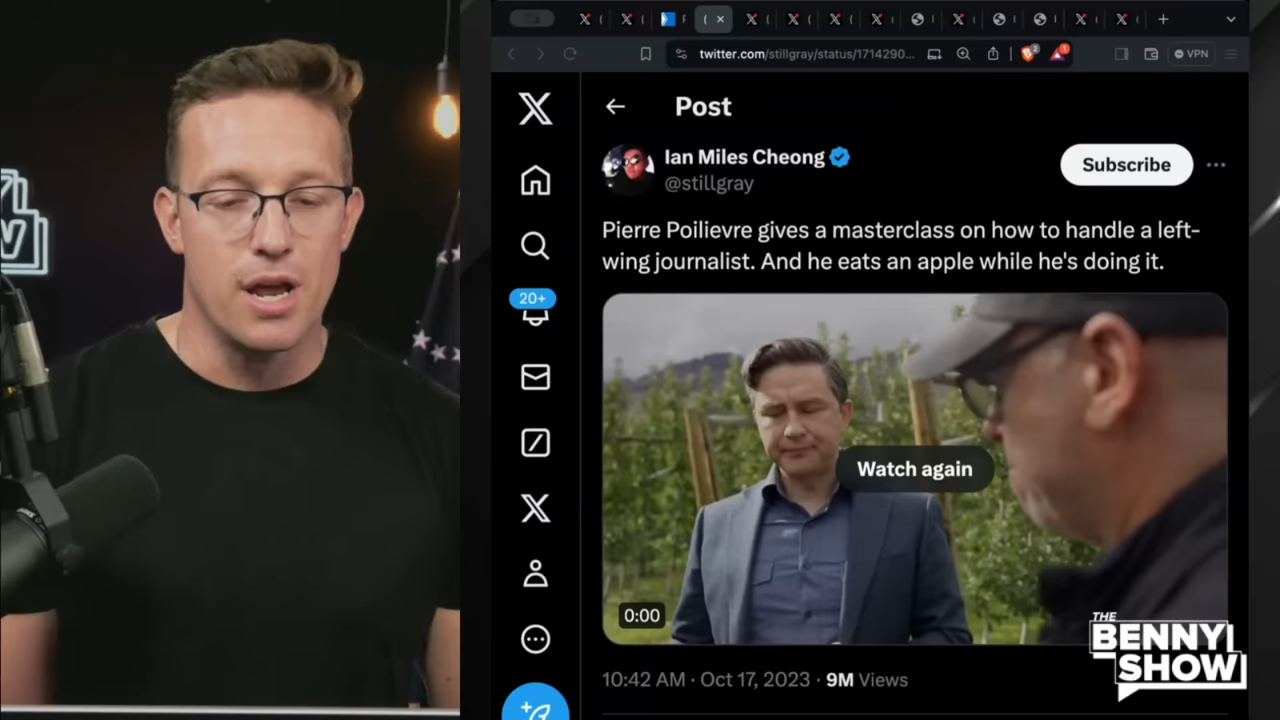 twitter.com/stillgray/status/1714290...
2
1
VPN
Post
Ian Miles Cheong
@stillgray
Subscribe
Pierre Poilievre gives a masterclass on how to handle a left-
wing journalist. And he eats an apple while he's doing it.
20+
Watch again
0:00
10:42 AM · Oct 17, 2023 · 9M Views
THE
BENNY
SHOW